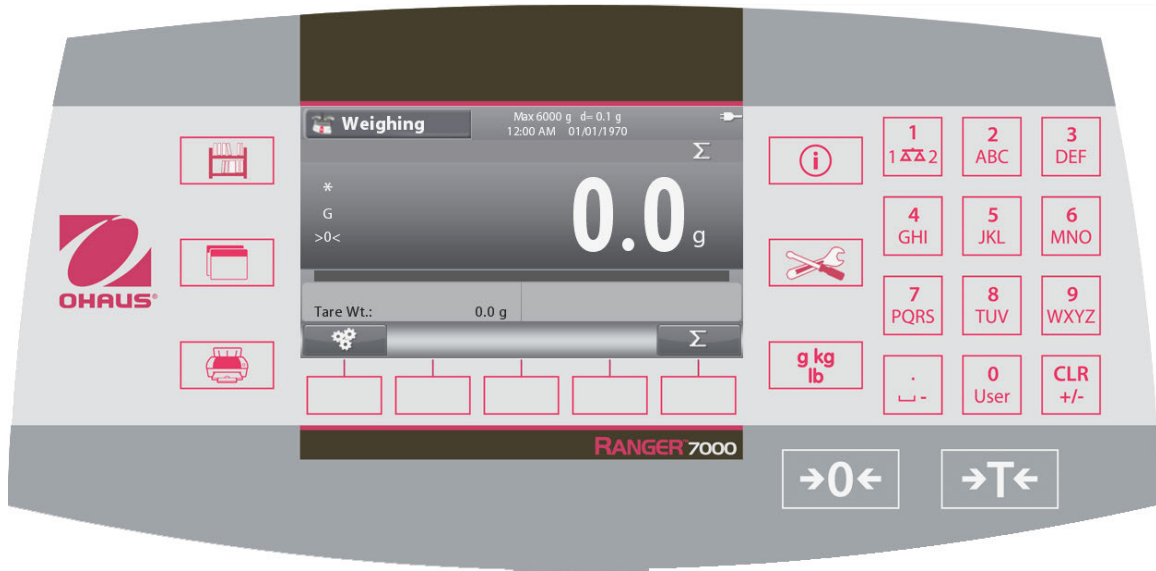 Weighing
Max 6000 g d= 0.1 g
12:00 AM 01/01/1970
Σ
*
G
>0<
0.0 g
Tare Wt.: 0.0 g
Σ
OHAUS®
RANGER™7000
g kg
lb
1 2 3
1 2 ABC DEF
4 5 6
GHI JKL MNO
7 8 9
PQRS TUV WXYZ
. 0 CLR
⎵ - User +/-
→0← →T←